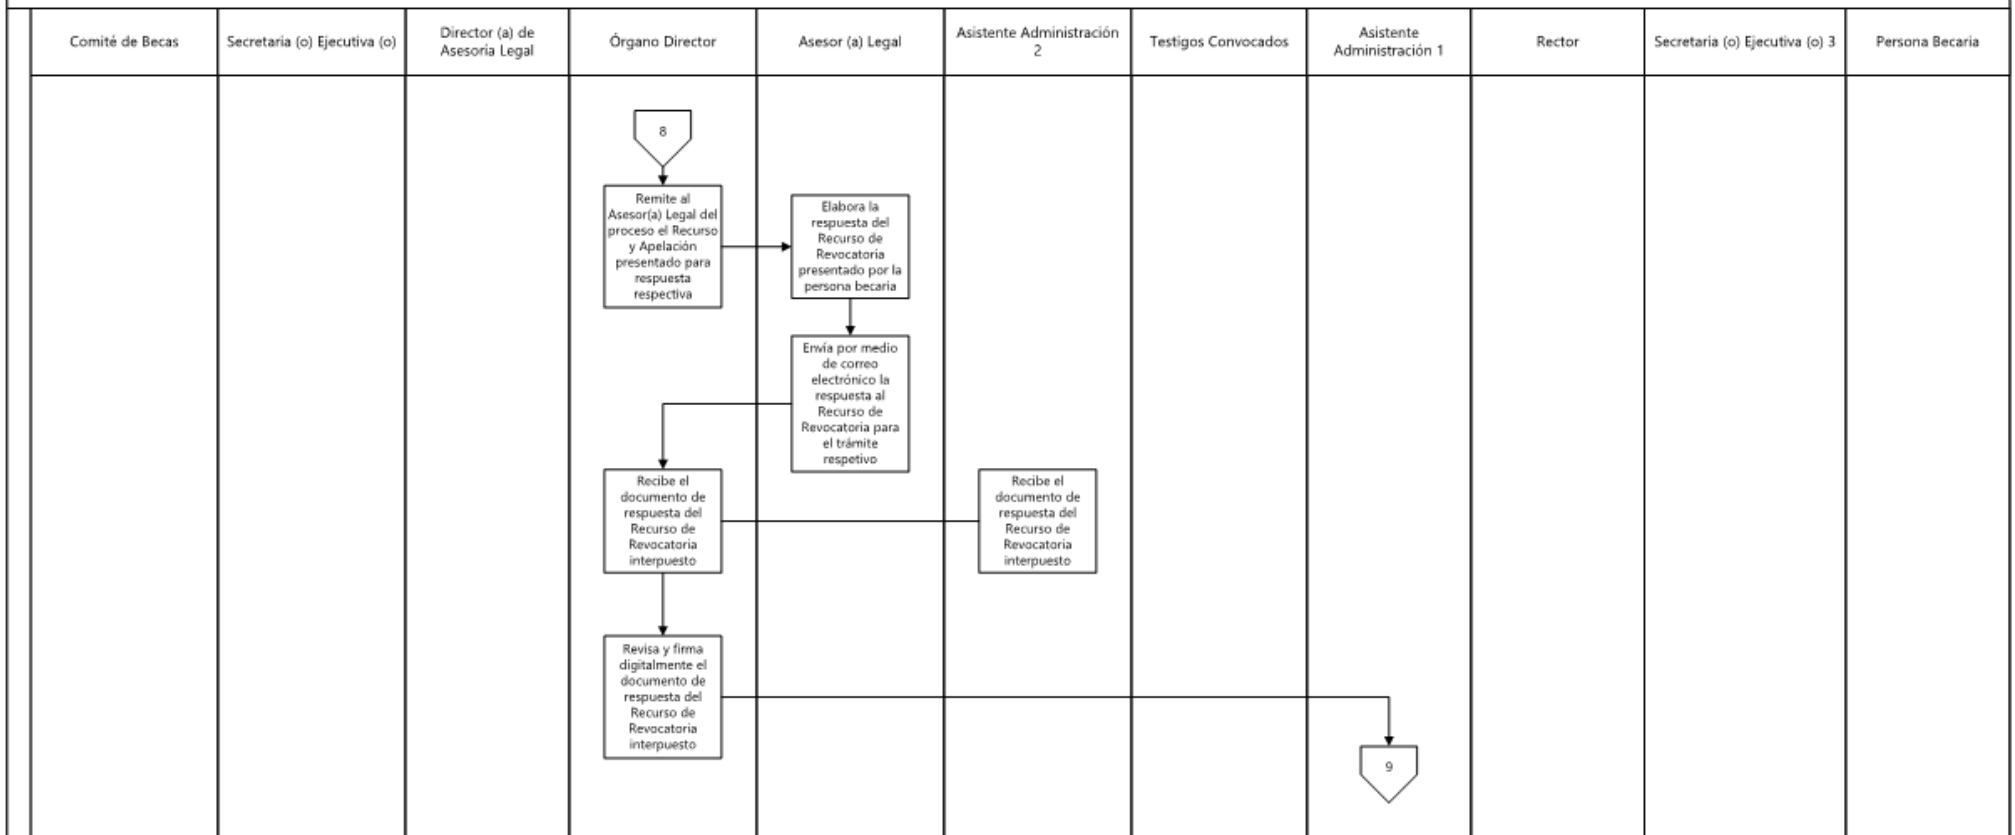 Comité de Becas
Secretaria (o) Ejecutiva (o)
Director (a) de
Asesoría Legal
Órgano Director
Asesor (a) Legal
Asistente Administración
2
Testigos Convocados
Asistente
Administración 1
Rector
Secretaria (o) Ejecutiva (o) 3
Persona Becaria
8
Remite al
Asesor(a) Legal del
proceso el Recurso
y Apelación
presentado para
respuesta
respectiva
Elabora la
respuesta del
Recurso de
Revocatoria
presentado por la
persona becaria
Envía por medio
de correo
electrónico la
respuesta al
Recurso de
Revocatoria para
el trámite
respetivo
Recibe el
documento de
respuesta del
Recurso de
Revocatoria
interpuesto
Recibe el
documento de
respuesta del
Recurso de
Revocatoria
interpuesto
Revisa y firma
digitalmente el
documento de
respuesta del
Recurso de
Revocatoria
interpuesto
9